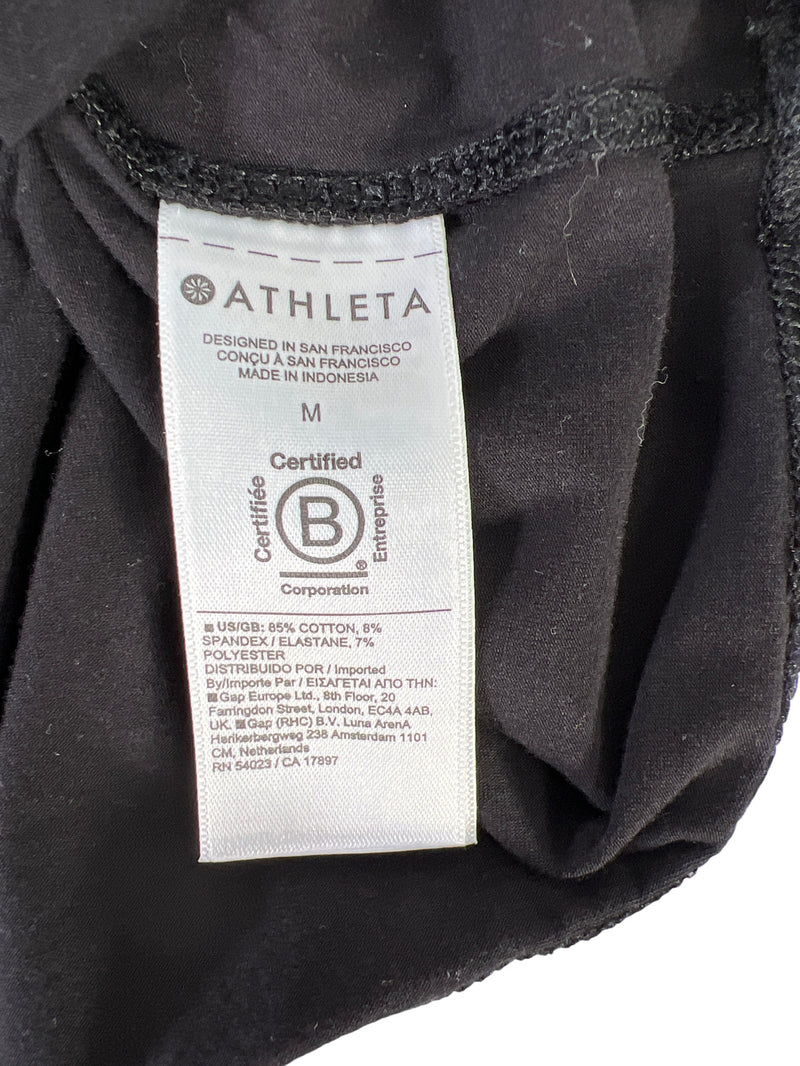 ATHLETA
DESIGNED IN SAN FRANCISCO
CONÇU À SAN FRANCISCO
MADE IN INDONESIA
M
Certified
Certifiée
B
Entreprise
®
Corporation
US/GB: 85% COTTON, 8%
SPANDEX / ELASTANE, 7%
POLYESTER
DISTRIBUIDO POR / Imported
By/Importe Par / ΕΙΣΑΓΕΤΑΙ ΑΠΟ ΤΗΝ:
Gap Europe Ltd., 8th Floor, 20
Farringdon Street, London, EC4A 4AB,
UK. Gap (RHC) B.V. Luna ArenA
Herikerbergweg 238 Amsterdam 1101
CM, Netherlands
RN 54023 / CA 17897